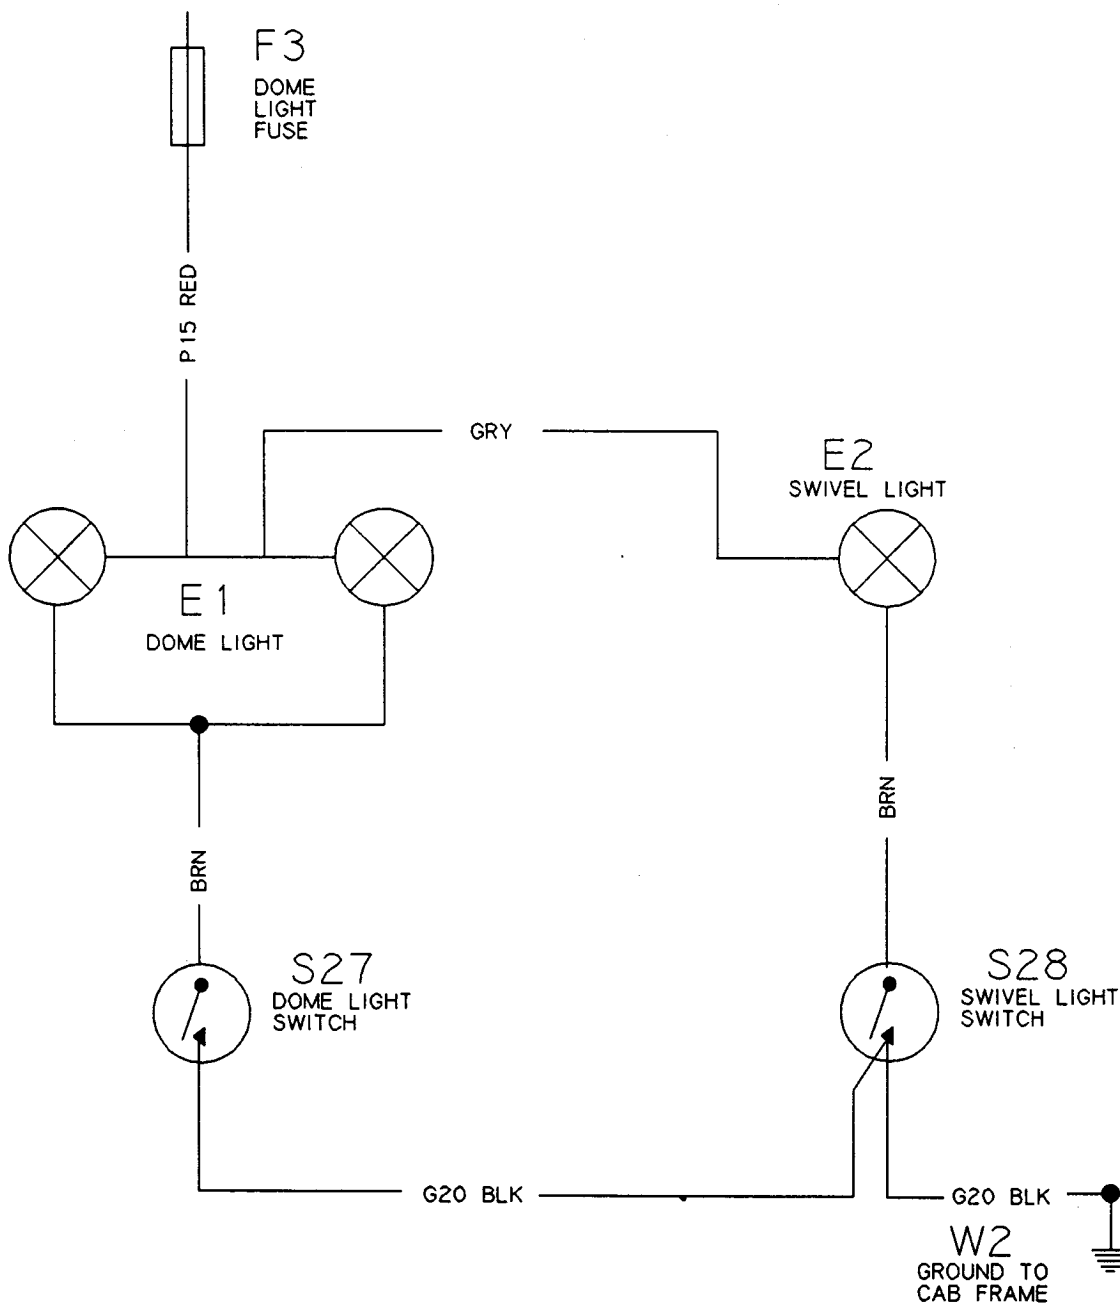 F3
DOME
LIGHT
FUSE
P15 RED
GRY
E2
SWIVEL LIGHT
E1
DOME LIGHT
BRN
BRN
S27
DOME LIGHT
SWITCH
S28
SWIVEL LIGHT
SWITCH
G20 BLK
G20 BLK
W2
GROUND TO
CAB FRAME